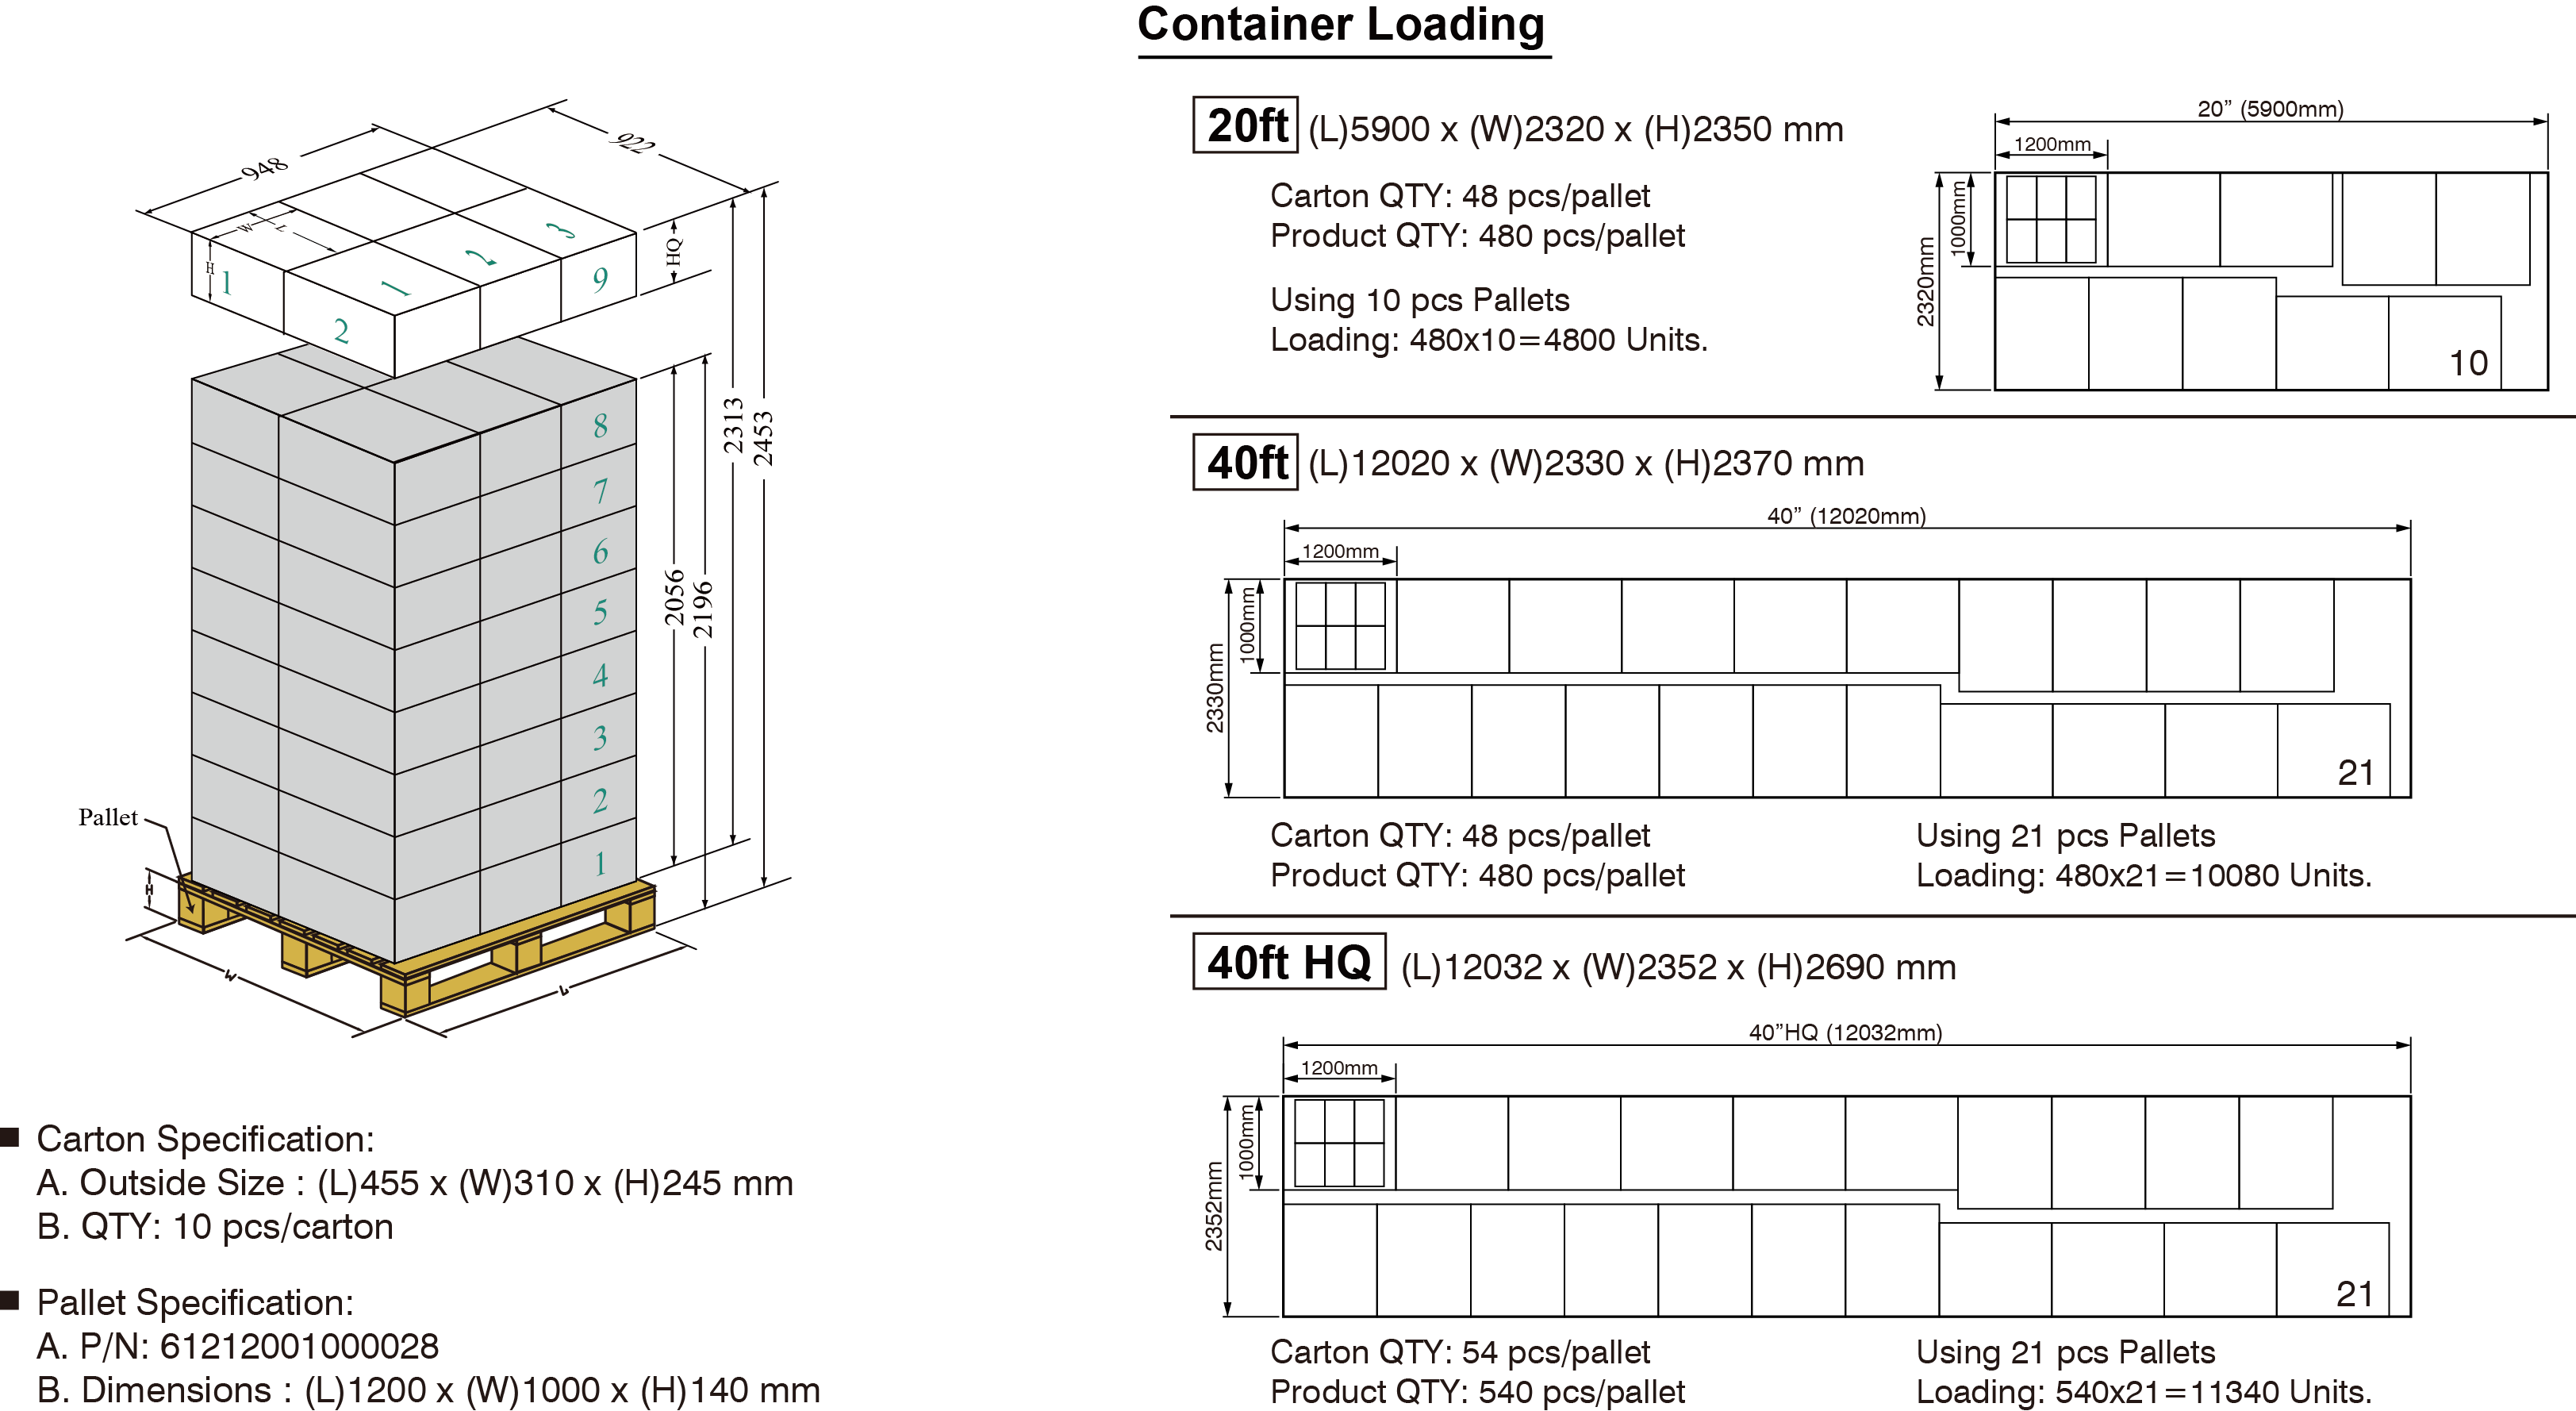 Container Loading
948
922
W
L
H
1
1
2
3
2
9
HQ
8
7
6
5
4
3
2
1
2056
2196
2313
2453
Pallet
H
W
L
■ Carton Specification:
A. Outside Size : (L)455 x (W)310 x (H)245 mm
B. QTY: 10 pcs/carton
■ Pallet Specification:
A. P/N: 61212001000028
B. Dimensions : (L)1200 x (W)1000 x (H)140 mm
20ft (L)5900 x (W)2320 x (H)2350 mm
Carton QTY: 48 pcs/pallet
Product QTY: 480 pcs/pallet
Using 10 pcs Pallets
Loading: 480x10=4800 Units.
20” (5900mm)
1200mm
1000mm
2320mm
10
40ft (L)12020 x (W)2330 x (H)2370 mm
40” (12020mm)
1200mm
1000mm
2330mm
21
Carton QTY: 48 pcs/pallet
Product QTY: 480 pcs/pallet
Using 21 pcs Pallets
Loading: 480x21=10080 Units.
40ft HQ (L)12032 x (W)2352 x (H)2690 mm
40”HQ (12032mm)
1200mm
1000mm
2352mm
21
Carton QTY: 54 pcs/pallet
Product QTY: 540 pcs/pallet
Using 21 pcs Pallets
Loading: 540x21=11340 Units.